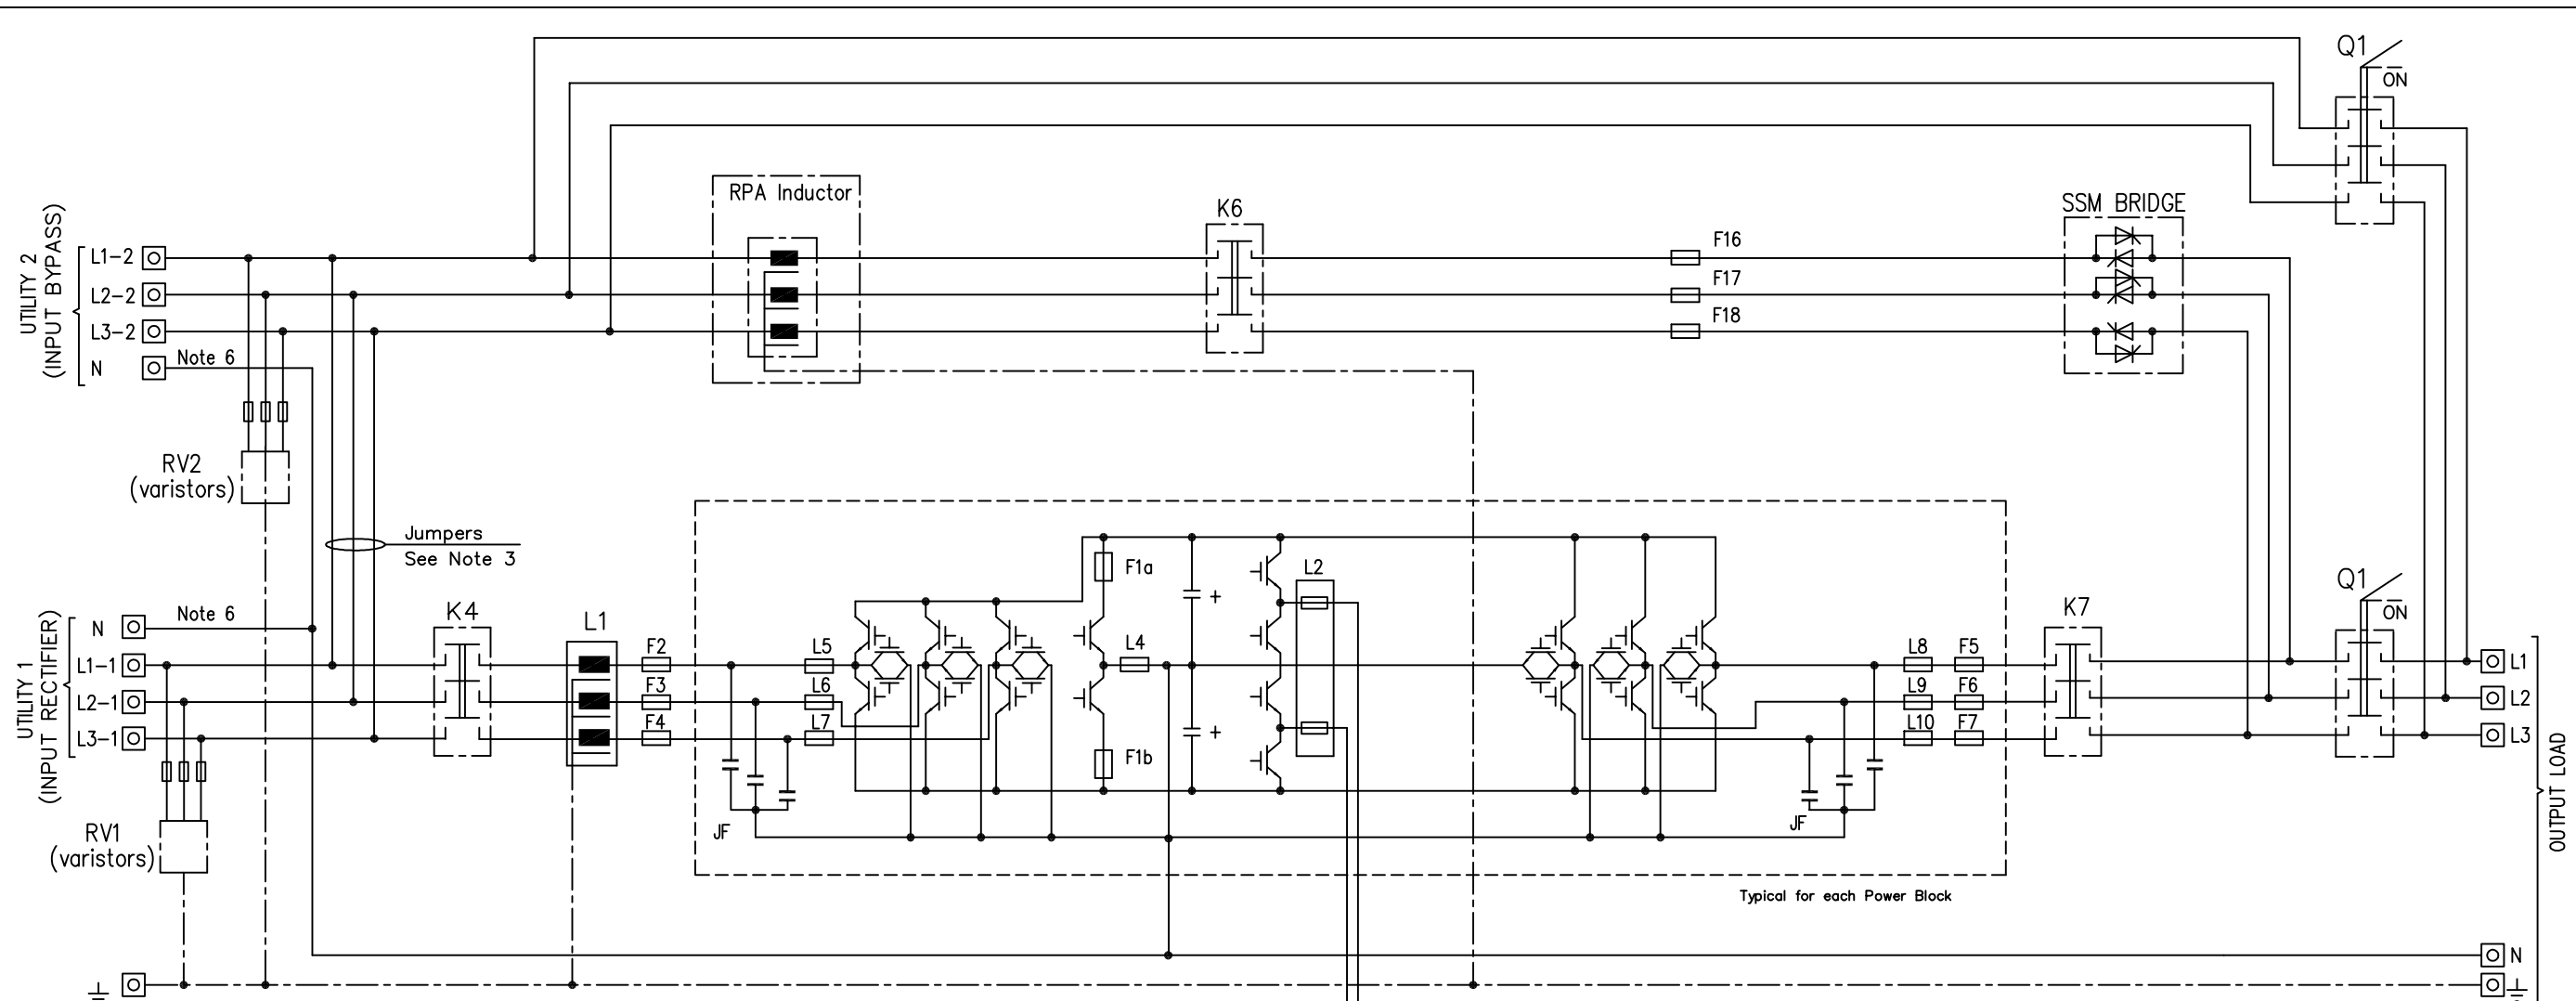 Q1
ON
RPA Inductor
K6
F16
F17
F18
SSM BRIDGE
UTILITY 2
(INPUT BYPASS)
L1-2
L2-2
L3-2
N
Note 6
RV2
(varistors)
Jumpers
See Note 3
UTILITY 1
(INPUT RECTIFIER)
N
Note 6
L1-1
L2-1
L3-1
RV1
(varistors)
K4
L1
F2
F3
F4
L5
L6
L7
JF
F1a
F1b
L4
+
+
L2
JF
L8
L9
L10
F5
F6
F7
K7
Q1
ON
L1
L2
L3
N
OUTPUT LOAD
Typical for each Power Block